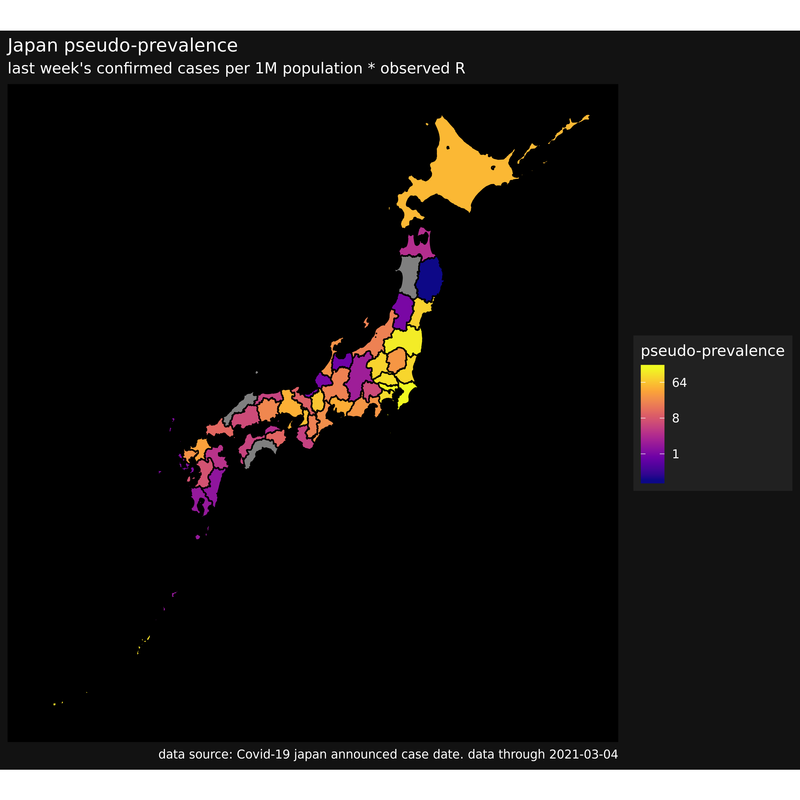 Japan pseudo-prevalence
last week's confirmed cases per 1M population * observed R
pseudo-prevalence
64
8
1
data source: Covid-19 japan announced case date. data through 2021-03-04